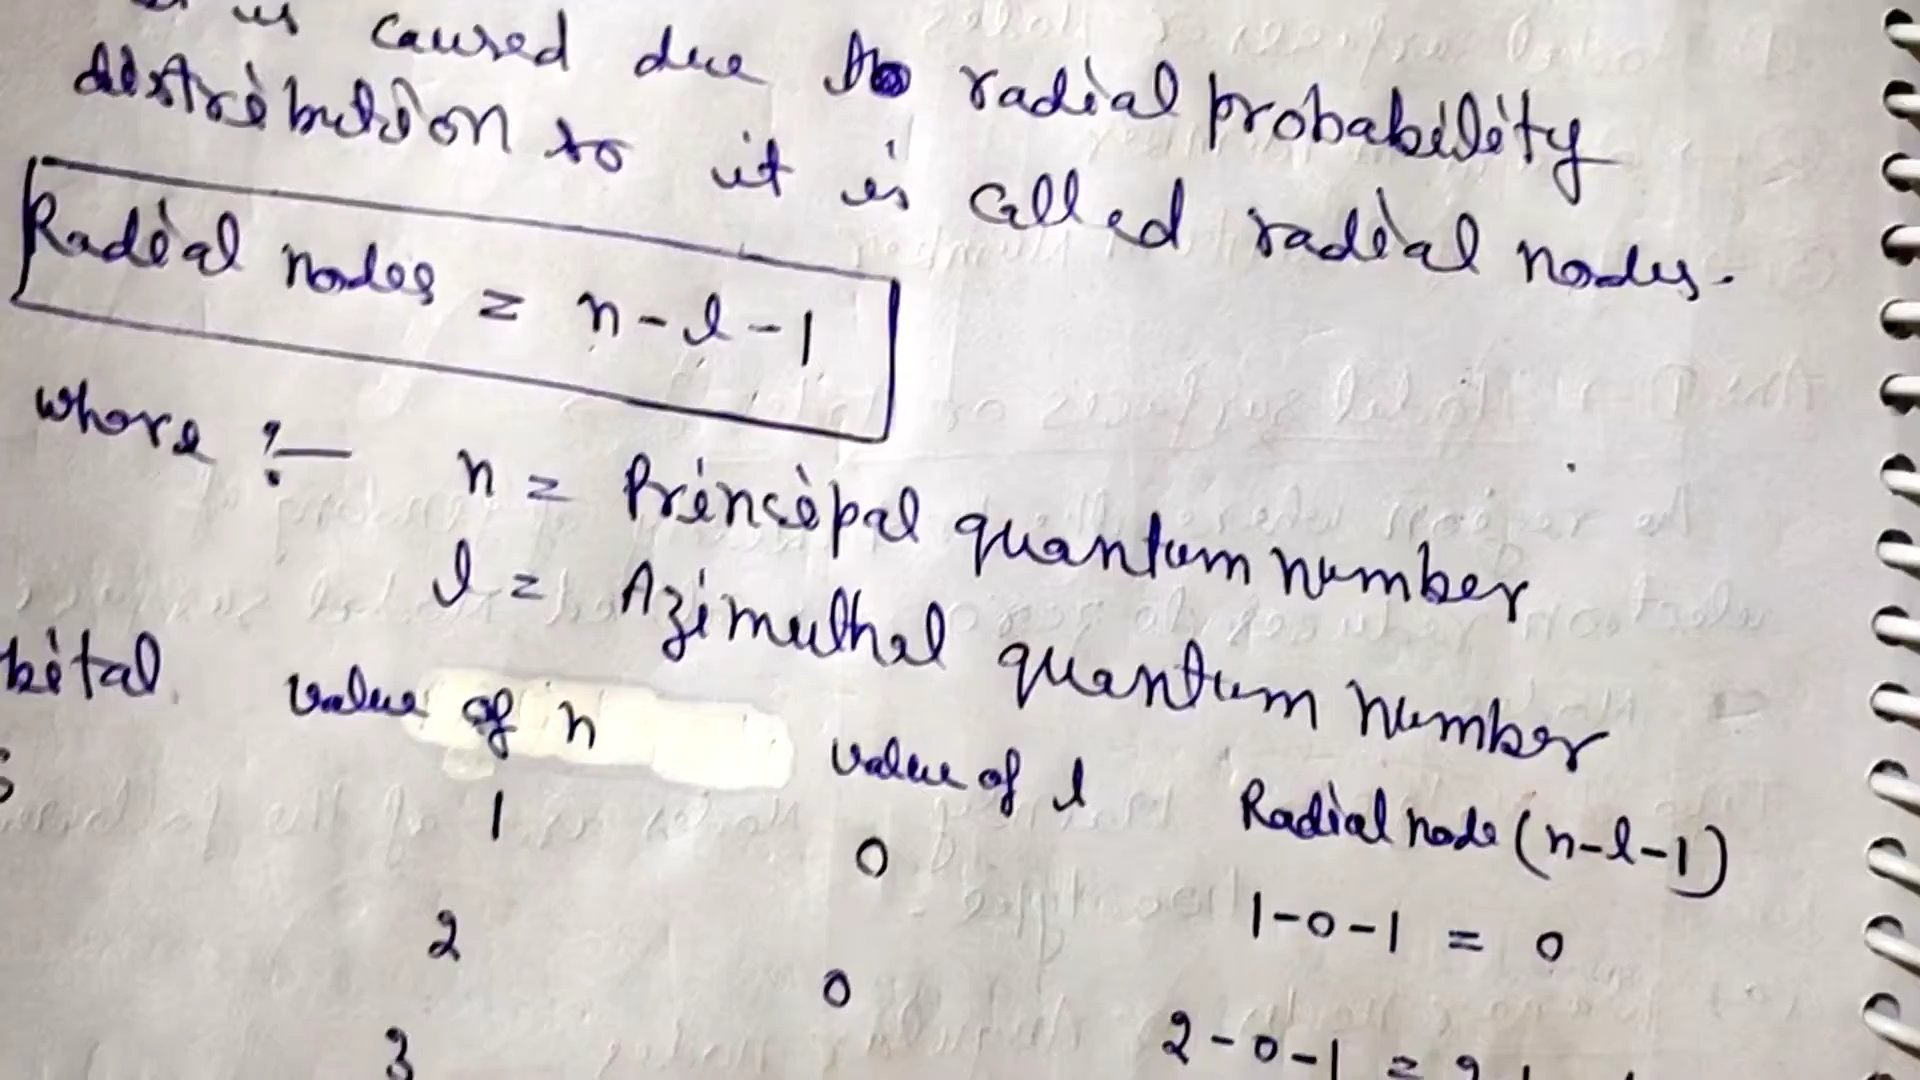 is caused due to radial probability
distribution so it is called radial nodes.
Radial nodes = n-l-1
where :-
n = Principal quantum number
l = Azimuthal quantum number
bital value of n value of l Radial node (n-l-1)
1 0 1-0-1 = 0
2 0 2-0-1 =
3